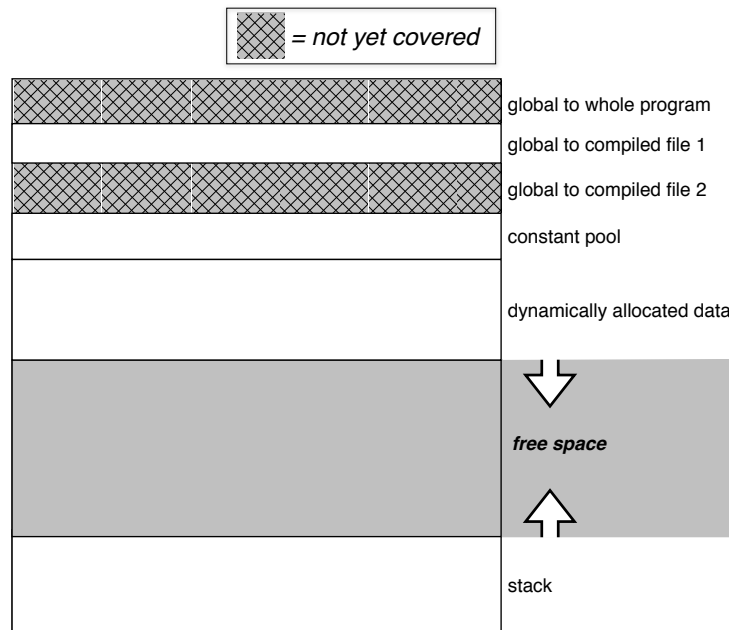 = not yet covered
global to whole program
global to compiled file 1
global to compiled file 2
constant pool
dynamically allocated data
free space
stack